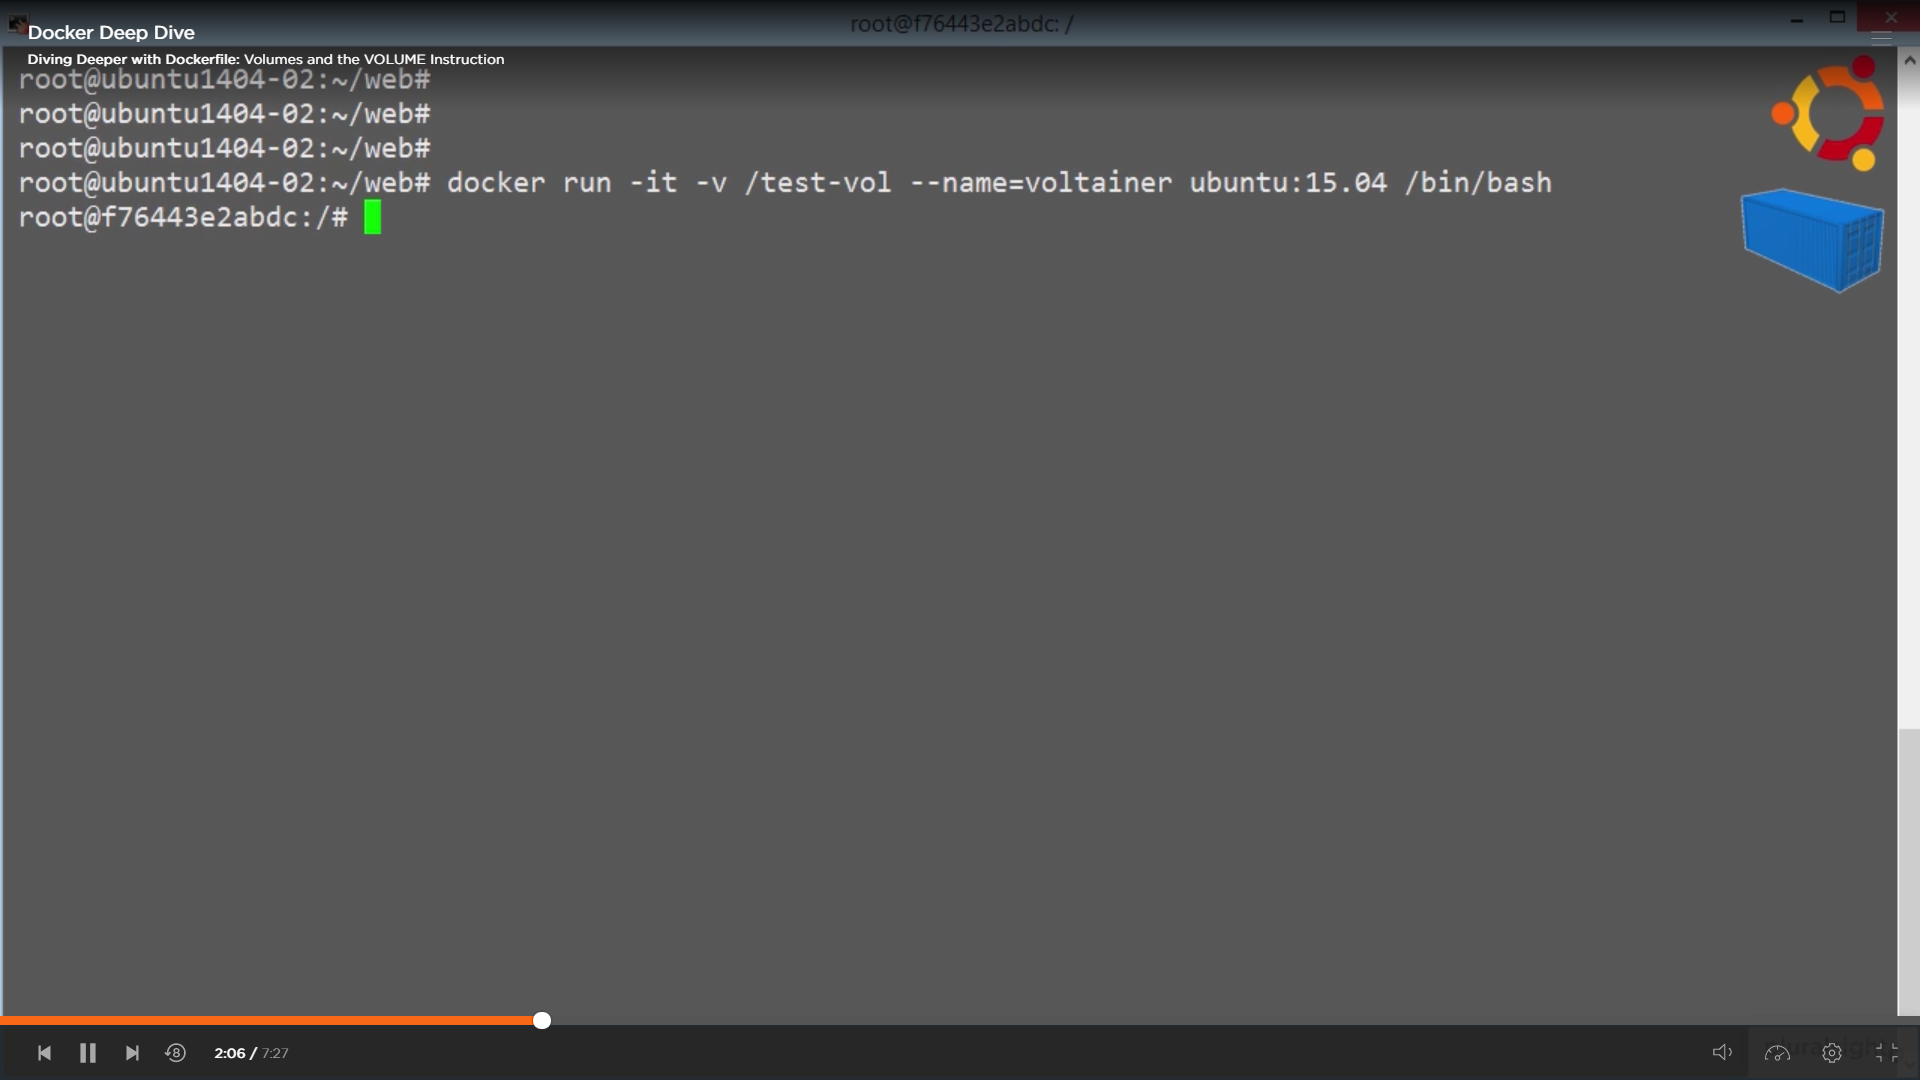 root@f76443e2abdc: /
Docker Deep Dive
Diving Deeper with Dockerfile: Volumes and the VOLUME Instruction
root@ubuntu1404-02:~/web#
root@ubuntu1404-02:~/web#
root@ubuntu1404-02:~/web#
root@ubuntu1404-02:~/web# docker run -it -v /test-vol --name=voltainer ubuntu:15.04 /bin/bash
root@f76443e2abdc:/#
8
2:06 / 7:27